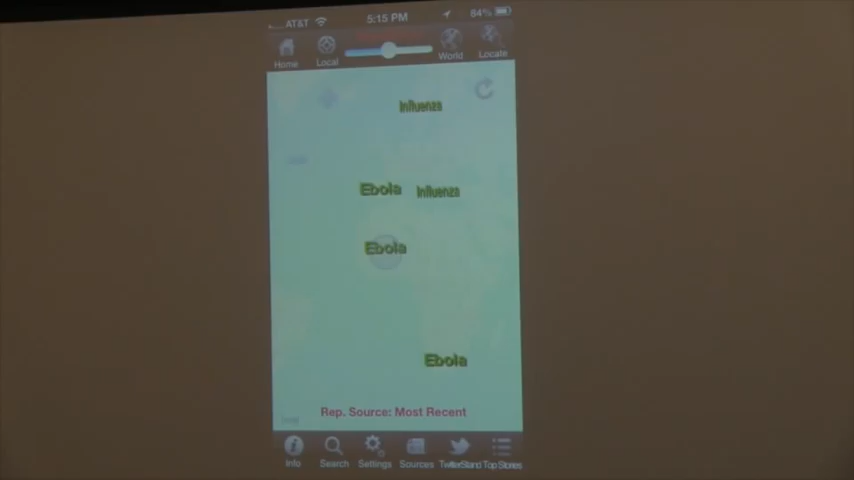 AT&T 5:15 PM 84%
Home Local World Locate
Influenza
Ebola Influenza
Ebola
Ebola
Rep. Source: Most Recent
Info Search Settings Sources TwitterStand Top Stories